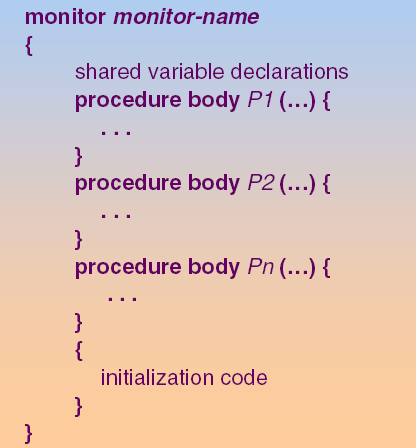 monitor monitor-name
{
shared variable declarations
procedure body P1 (…) {
. . .
}
procedure body P2 (…) {
. . .
}
procedure body Pn (…) {
. . .
}
{
initialization code
}
}